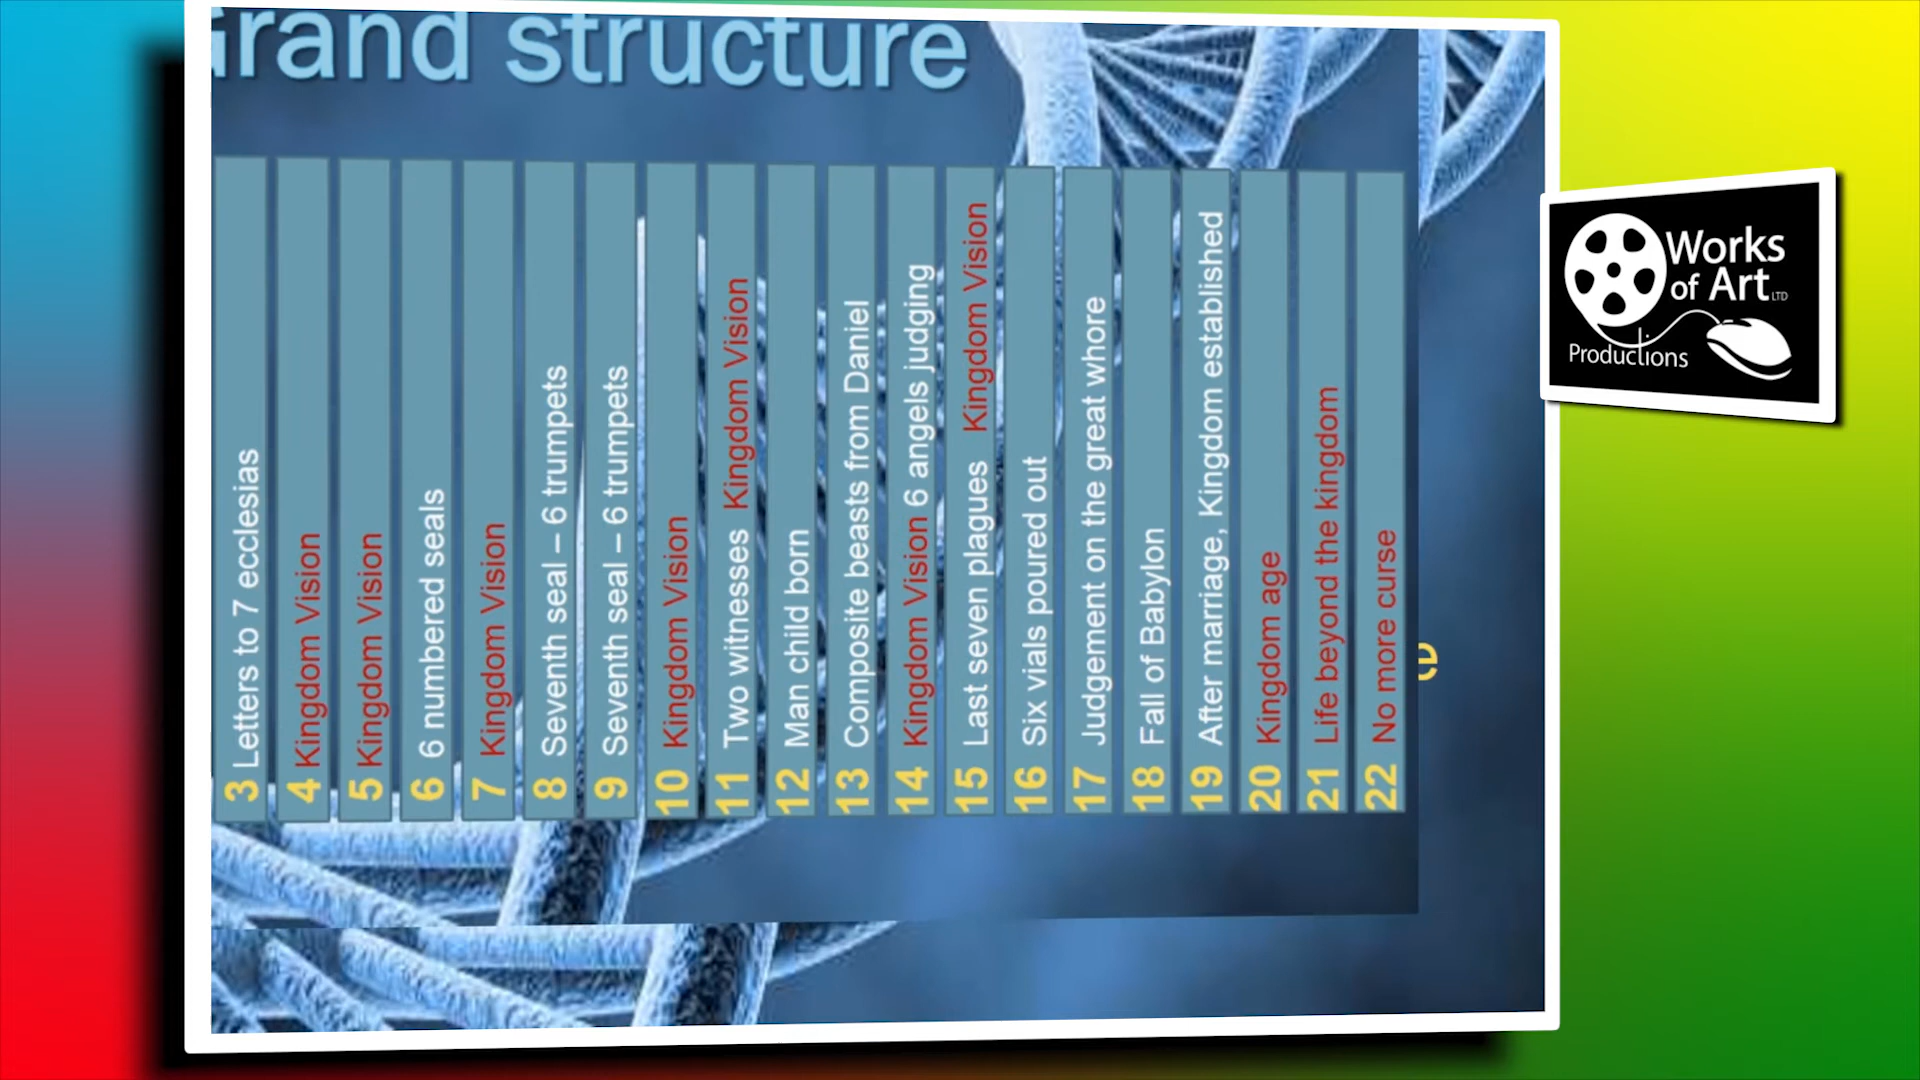 Grand structure
3 Letters to 7 ecclesias
4 Kingdom Vision
5 Kingdom Vision
6 6 numbered seals
7 Kingdom Vision
8 Seventh seal – 6 trumpets
9 Seventh seal – 6 trumpets
10 Kingdom Vision
11 Two witnesses Kingdom Vision
12 Man child born
13 Composite beasts from Daniel
14 Kingdom Vision 6 angels judging
15 Last seven plagues Kingdom Vision
16 Six vials poured out
17 Judgement on the great whore
18 Fall of Babylon
19 After marriage, Kingdom established
20 Kingdom age
21 Life beyond the kingdom
22 No more curse
Works
of Art LTD
Productions